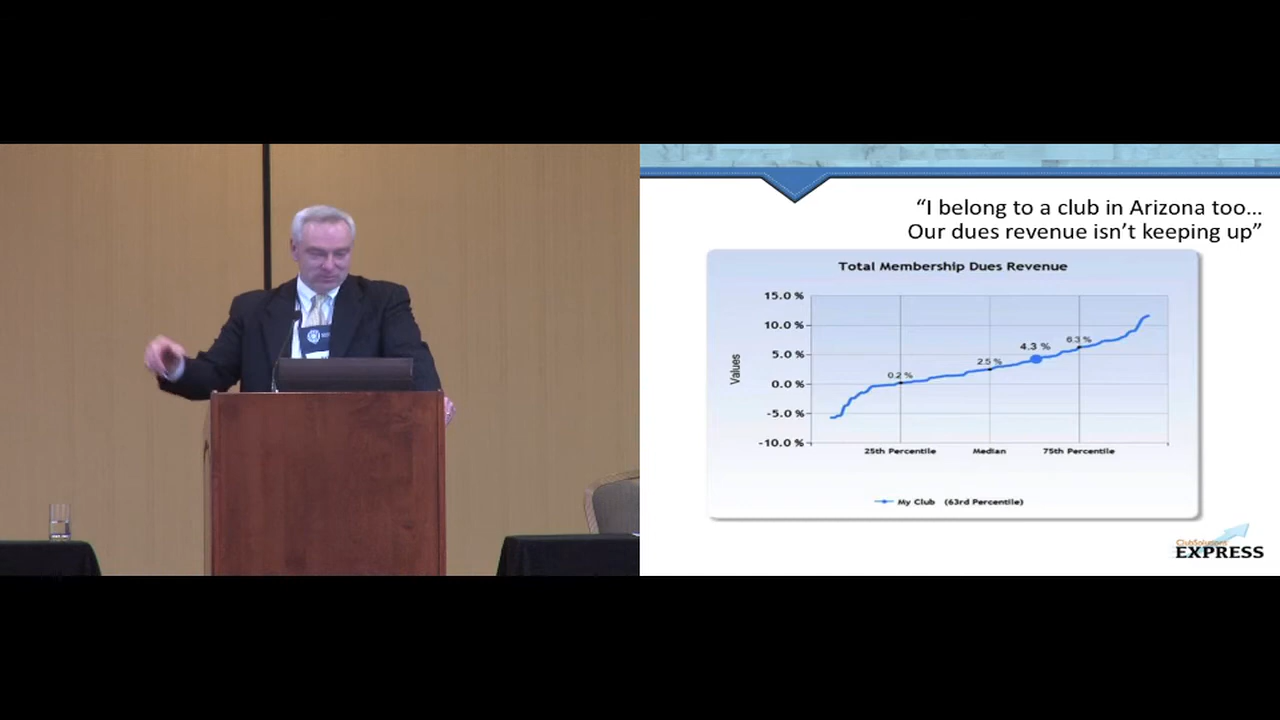 “I belong to a club in Arizona too…
Our dues revenue isn’t keeping up”
Total Membership Dues Revenue
15.0 %
10.0 %
5.0 %
0.0 %
-5.0 %
-10.0 %
Values
0.2 %
2.5 %
4.3 %
6.3 %
25th Percentile
Median
75th Percentile
My Club (63rd Percentile)
ClubSolutions
EXPRESS